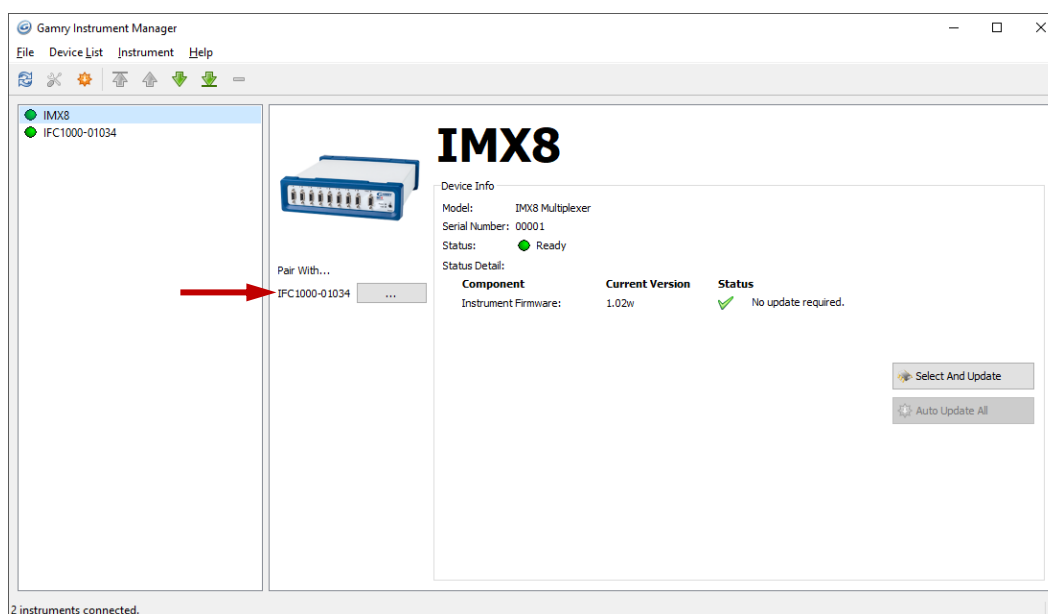 Gamry Instrument Manager
File Device List Instrument Help
IMX8
IFC1000-01034
IMX8
Device Info
Model: IMX8 Multiplexer
Serial Number: 00001
Status: Ready
Status Detail:
Component Current Version Status
Instrument Firmware: 1.02w No update required.
Pair With...
IFC1000-01034 ...
Select And Update
Auto Update All
2 instruments connected.